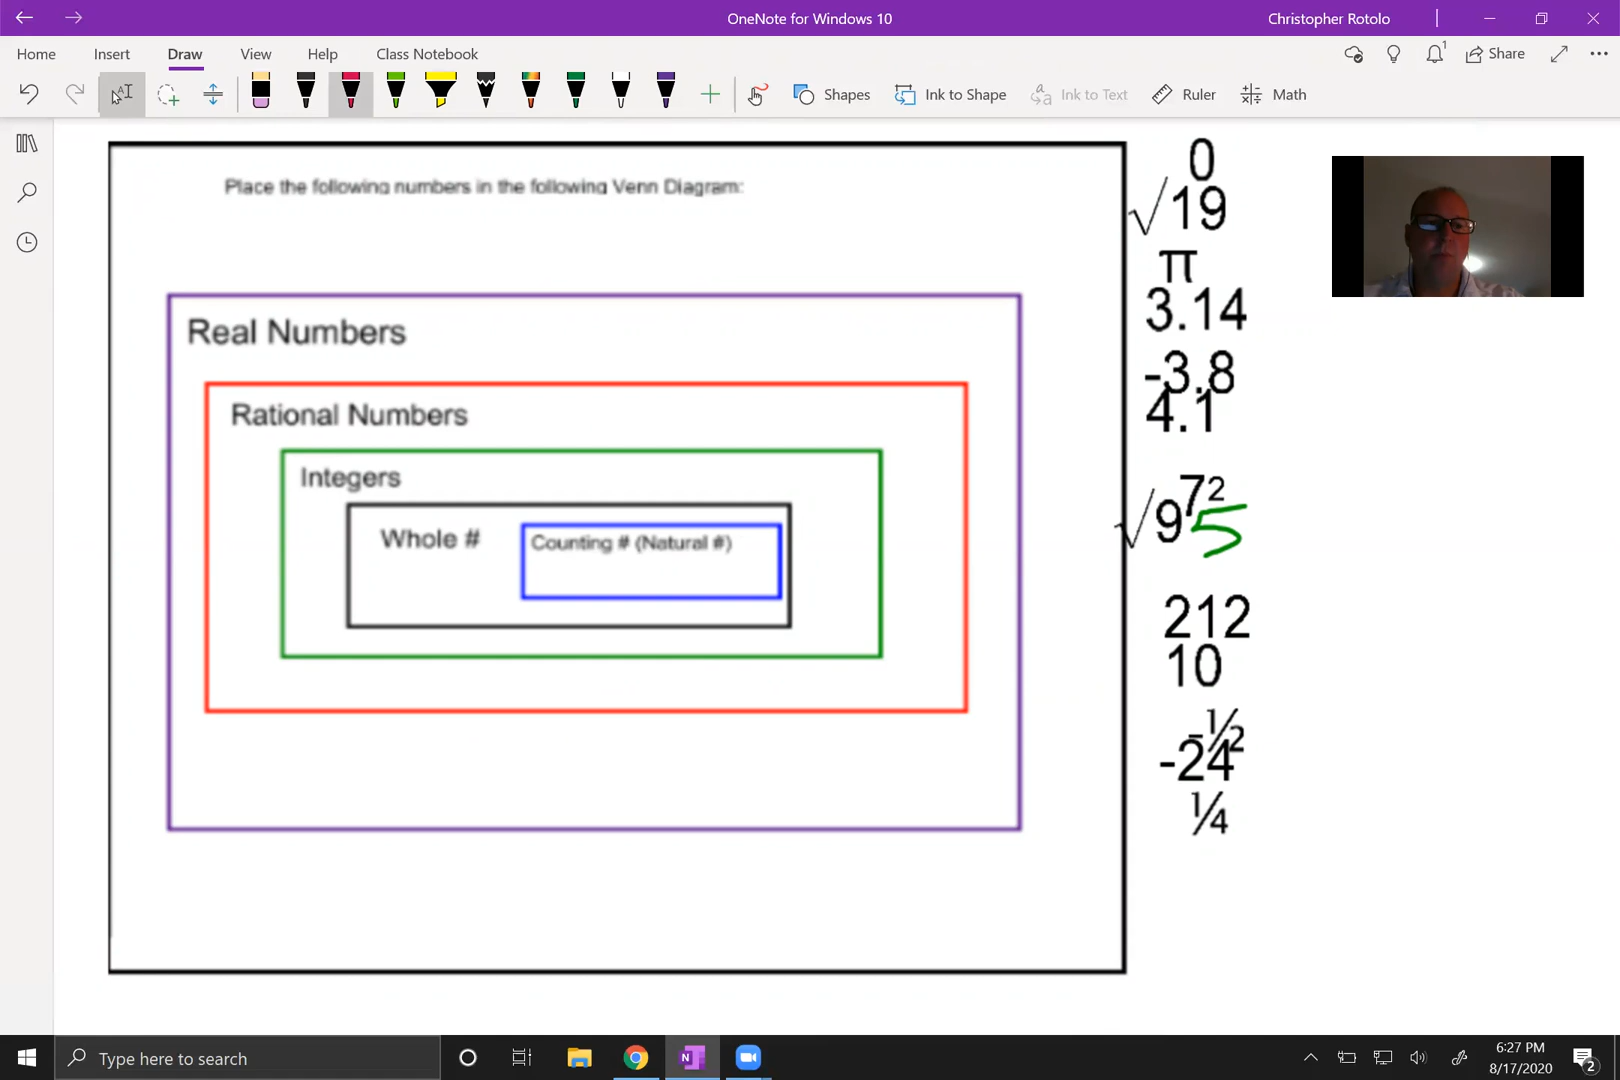 OneNote for Windows 10
Christopher Rotolo
Home Insert Draw View Help Class Notebook
1
Share
Shapes Ink to Shape Ink to Text Ruler Math
Place the following numbers in the following Venn Diagram:
Real Numbers
Rational Numbers
Integers
Whole #
Counting # (Natural #)
0
√19
π
3.14
-3.8
4.1
7²
√9
5
212
10
-½
-24
¼
Type here to search
6:27 PM
8/17/2020
2